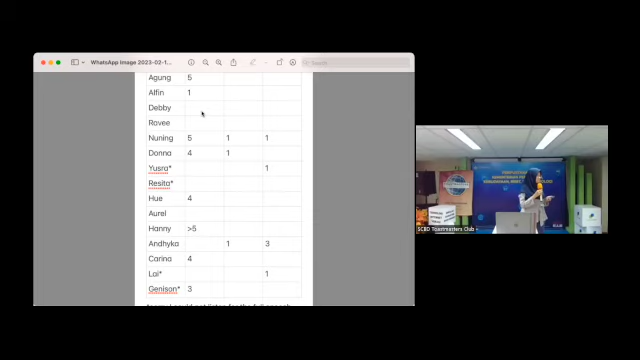 WhatsApp Image 2023-02-1...
Search
Agung 5
Alfin 1
Debby
Ravee
Nuning 5 1 1
Donna 4 1
Yusra* 1
Resita*
Hue 4
Aurel
Hanny >5
Andhyka 1 3
Carina 4
Lai* 1
Genison* 3
SCBD Toastmasters Club